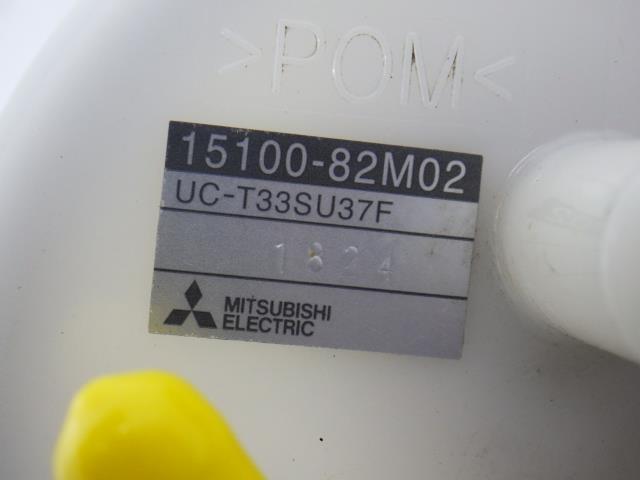 >POM<
15100-82M02
UC-T33SU37F
1824
MITSUBISHI
ELECTRIC